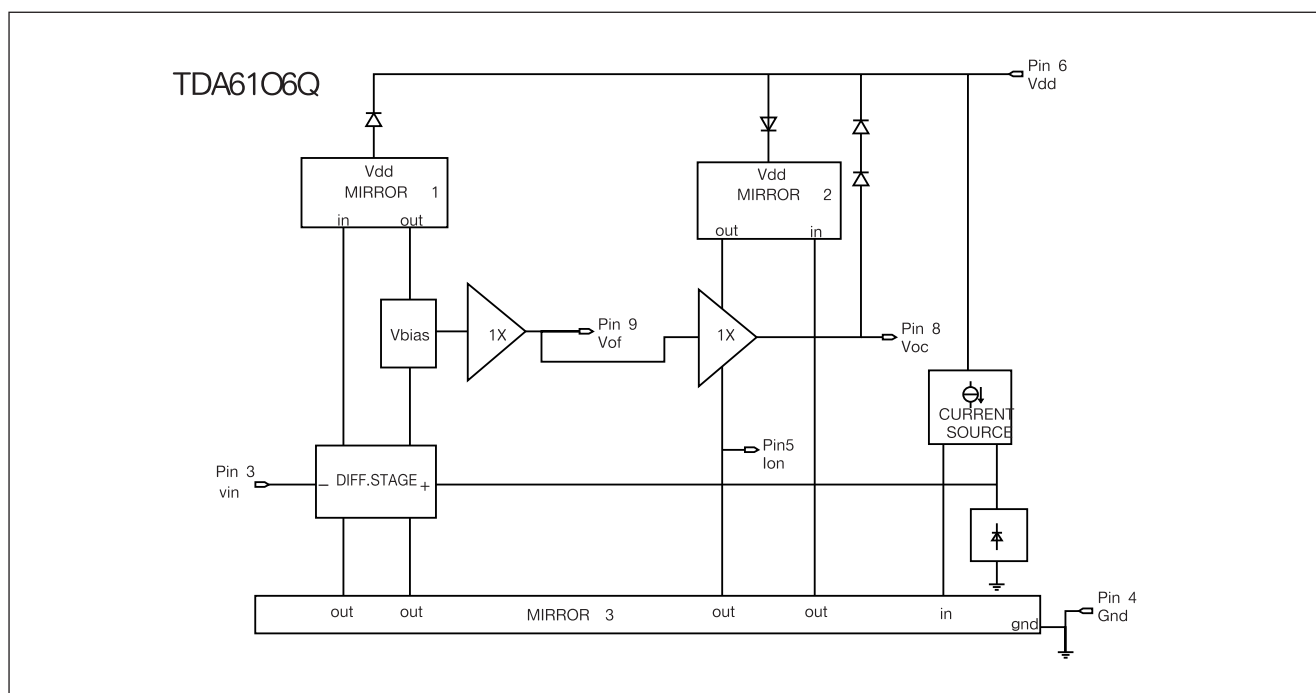 TDA6106Q
Pin 6
Vdd
Vdd
MIRROR 1
in out
Vdd
MIRROR 2
out in
Vbias
1X
Pin 9
Vof
1X
Pin 8
Voc
CURRENT
SOURCE
Pin5
Ion
Pin 3
vin
− DIFF.STAGE +
out out MIRROR 3 out out in gnd
Pin 4
Gnd